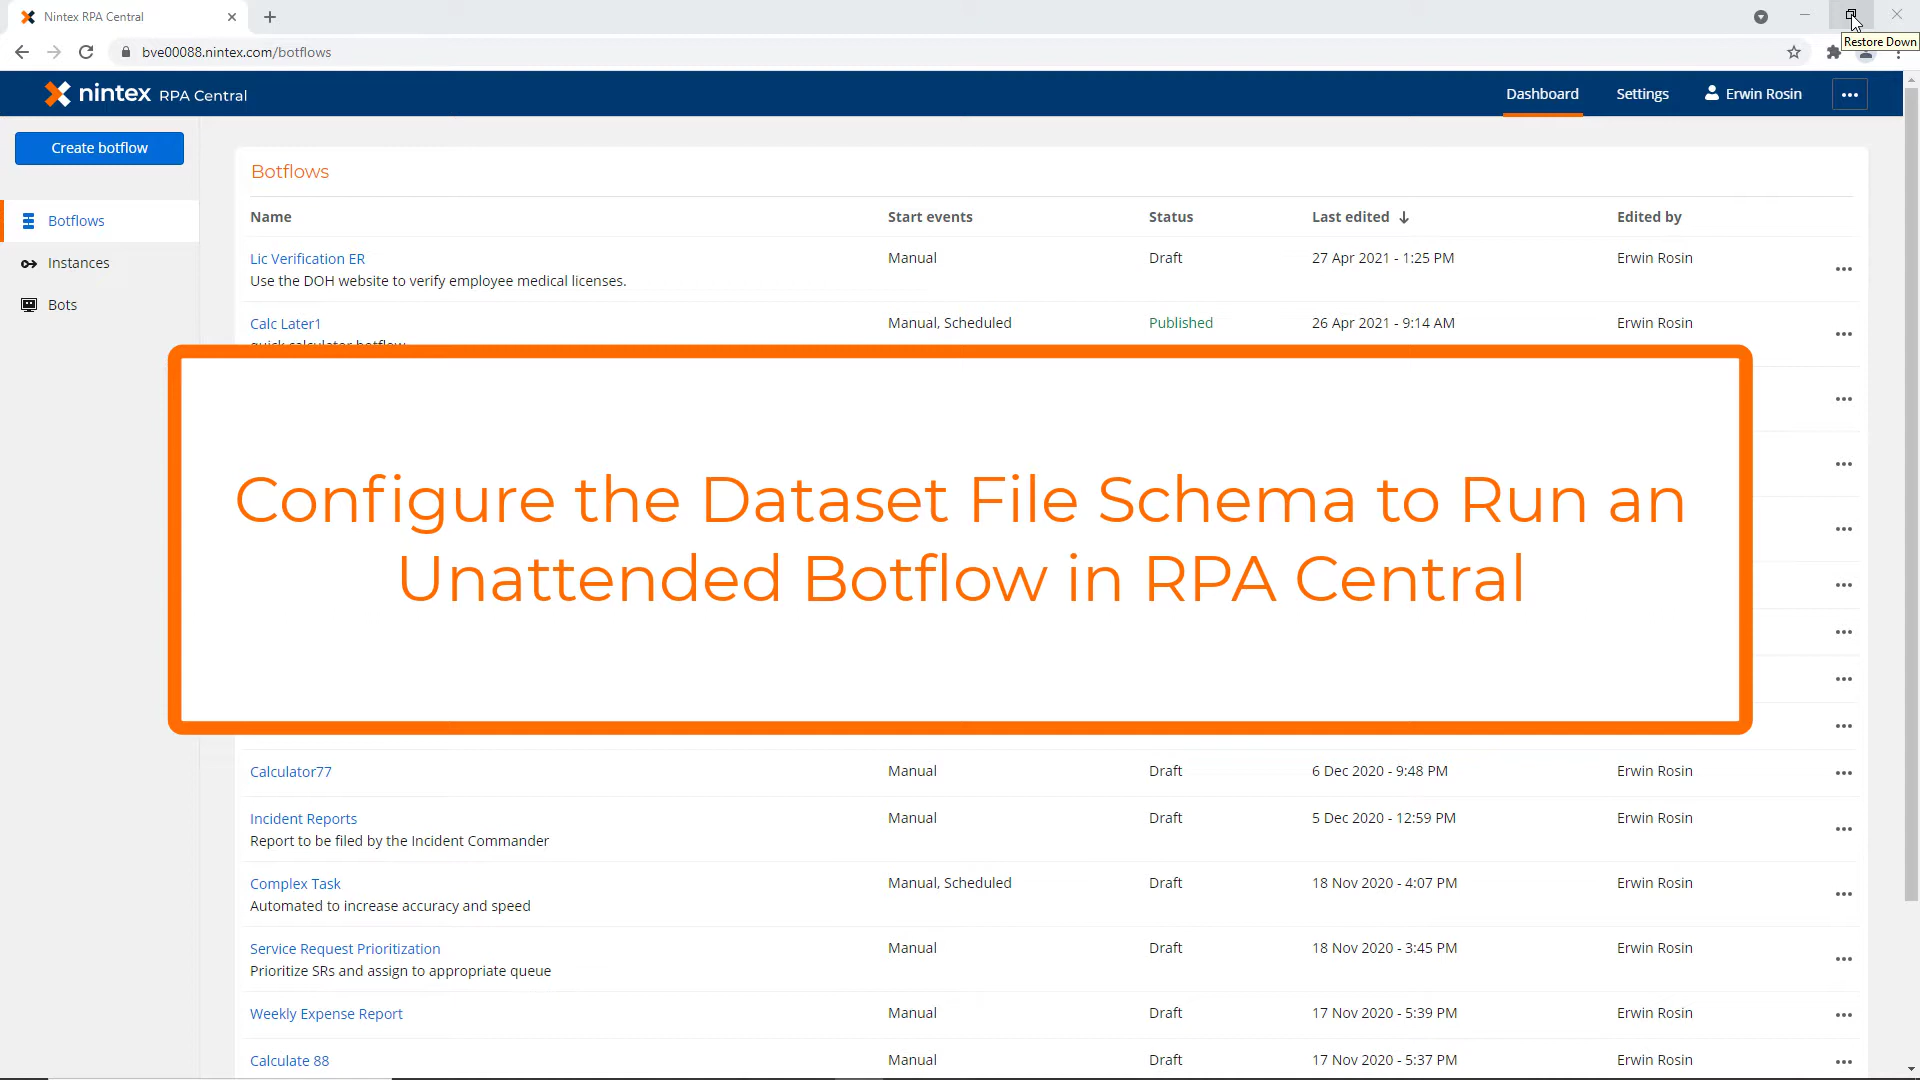 Nintex RPA Central
bve00088.nintex.com/botflows
Restore Down
nintex RPA Central
Dashboard
Settings
Erwin Rosin
Create botflow
Botflows
Instances
Bots
Botflows
Name Start events Status Last edited Edited by
Lic Verification ER Manual Draft 27 Apr 2021 - 1:25 PM Erwin Rosin
Use the DOH website to verify employee medical licenses.
Calc Later1 Manual, Scheduled Published 26 Apr 2021 - 9:14 AM Erwin Rosin
quick calculator botflow
Configure the Dataset File Schema to Run an
Unattended Botflow in RPA Central
Calculator77 Manual Draft 6 Dec 2020 - 9:48 PM Erwin Rosin
Incident Reports Manual Draft 5 Dec 2020 - 12:59 PM Erwin Rosin
Report to be filed by the Incident Commander
Complex Task Manual, Scheduled Draft 18 Nov 2020 - 4:07 PM Erwin Rosin
Automated to increase accuracy and speed
Service Request Prioritization Manual Draft 18 Nov 2020 - 3:45 PM Erwin Rosin
Prioritize SRs and assign to appropriate queue
Weekly Expense Report Manual Draft 17 Nov 2020 - 5:39 PM Erwin Rosin
Calculate 88 Manual Draft 17 Nov 2020 - 5:37 PM Erwin Rosin